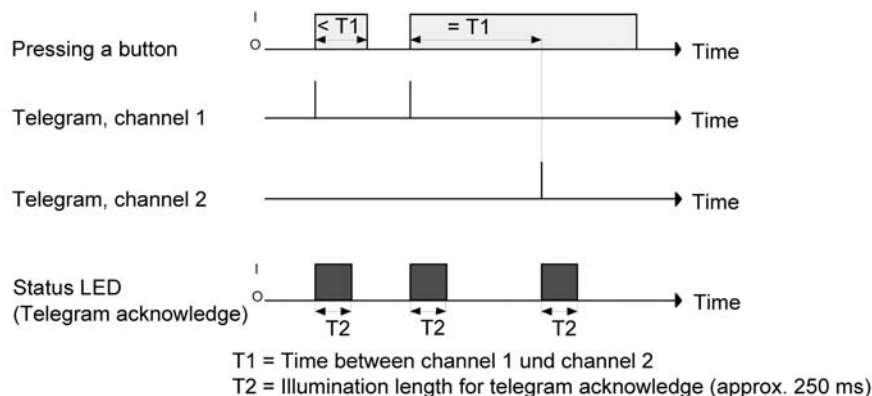 I
< T1
= T1
Pressing a button
O
Time
Telegram, channel 1
Time
Telegram, channel 2
Time
I
Status LED
O
Time
(Telegram acknowledge)
T2
T2
T2
T1 = Time between channel 1 und channel 2
T2 = Illumination length for telegram acknowledge (approx. 250 ms)